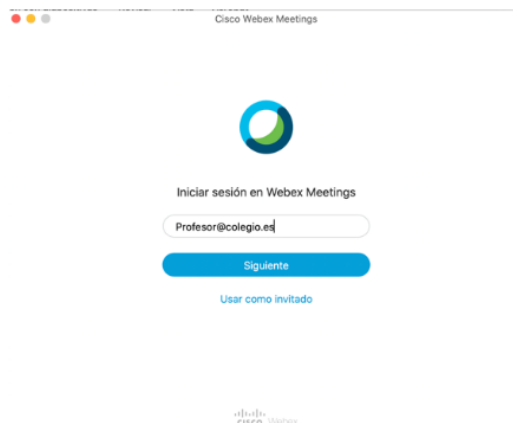 Cisco Webex Meetings
Iniciar sesión en Webex Meetings
Profesor@colegio.es
Siguiente
Usar como invitado